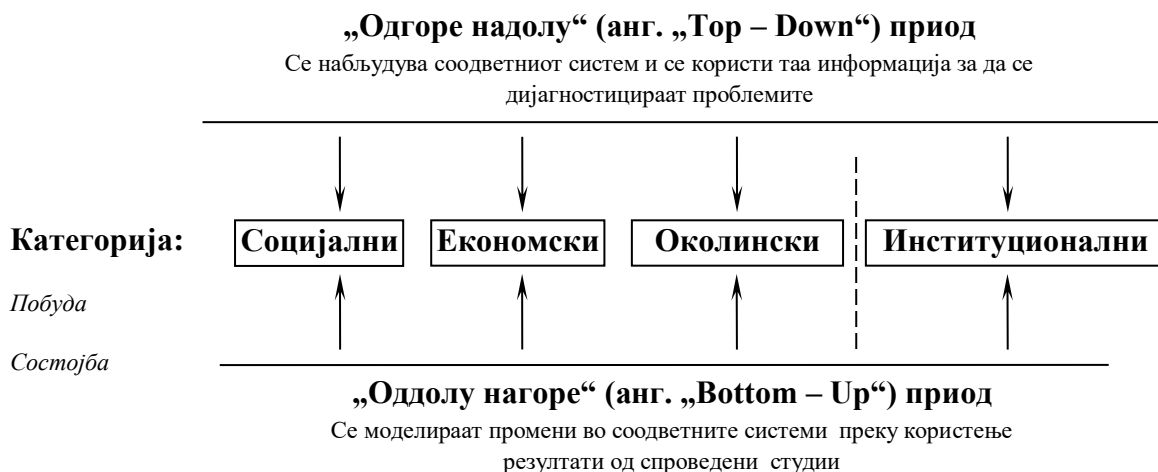 „Одгоре надолу“ (анг. „Top – Down“) приод
Се набљудува соодветниот систем и се користи таа информација за да се
дијагностицираат проблемите
Категорија: Социјални Економски Околински Институционални
Побуда
Состојба
„Оддолу нагоре“ (анг. „Bottom – Up“) приод
Се моделираат промени во соодветните системи преку користење
резултати од спроведени студии